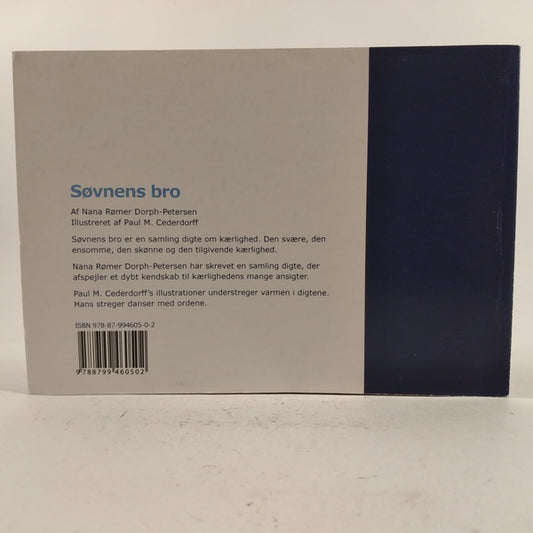 Søvnens bro
Af Nana Rømer Dorph-Petersen
Illustreret af Paul M. Cederdorff
Søvnens bro er en samling digte om kærlighed. Den svære, den
ensomme, den skønne og den tilgivende kærlighed.
Nana Rømer Dorph-Petersen har skrevet en samling digte, der
afspejler et dybt kendskab til kærlighedens mange ansigter.
Paul M. Cederdorff's illustrationer understreger varmen i digtene.
Hans streger danser med ordene.
ISBN 978-87-994605-0-2
9 788799 460502